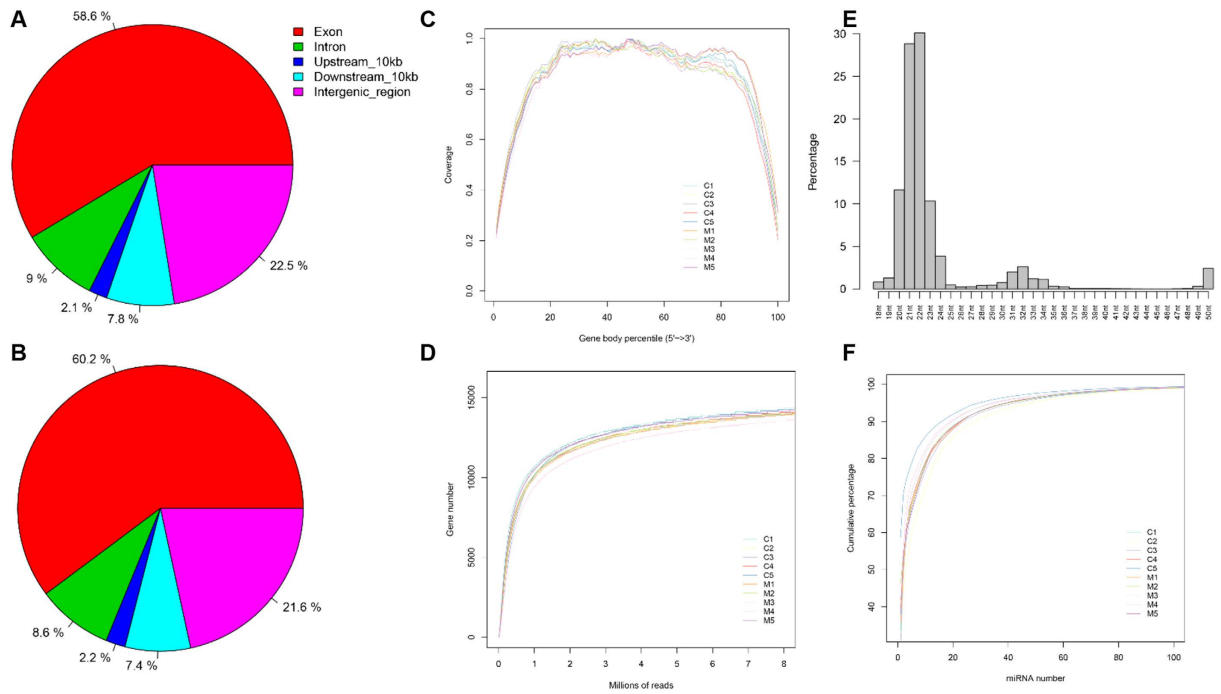 A
58.6 %
Exon
Intron
Upstream_10kb
Downstream_10kb
Intergenic_region
22.5 %
9 %
2.1 %
7.8 %
B
60.2 %
21.6 %
8.6 %
2.2 %
7.4 %
C
Coverage
0.0 0.2 0.4 0.6 0.8 1.0
C1
C2
C3
C4
C5
M1
M2
M3
M4
M5
0 20 40 60 80 100
Gene body percentile (5'->3')
D
Gene number
0 5000 10000 15000
C1
C2
C3
C4
C5
M1
M2
M3
M4
M5
0 1 2 3 4 5 6 7 8
Millions of reads
E
Percentage
0 5 10 15 20 25 30
18nt 19nt 20nt 21nt 22nt 23nt 24nt 25nt 26nt 27nt 28nt 29nt 30nt 31nt 32nt 33nt 34nt 35nt 36nt 37nt 38nt 39nt 40nt 41nt 42nt 43nt 44nt 45nt 46nt 47nt 48nt 49nt 50nt
F
Cumulative percentage
40 50 60 70 80 90 100
C1
C2
C3
C4
C5
M1
M2
M3
M4
M5
0 20 40 60 80 100
miRNA number